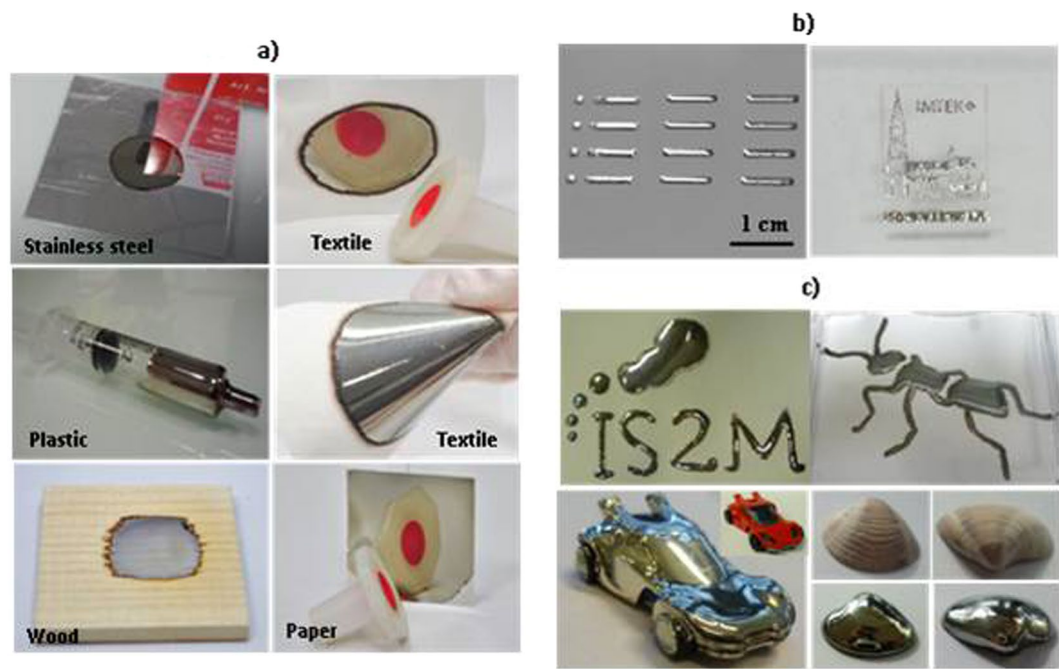 a)
Stainless steel
Textile
Plastic
Textile
Wood
Paper
b)
1 cm
IMTEK
c)
IS2M